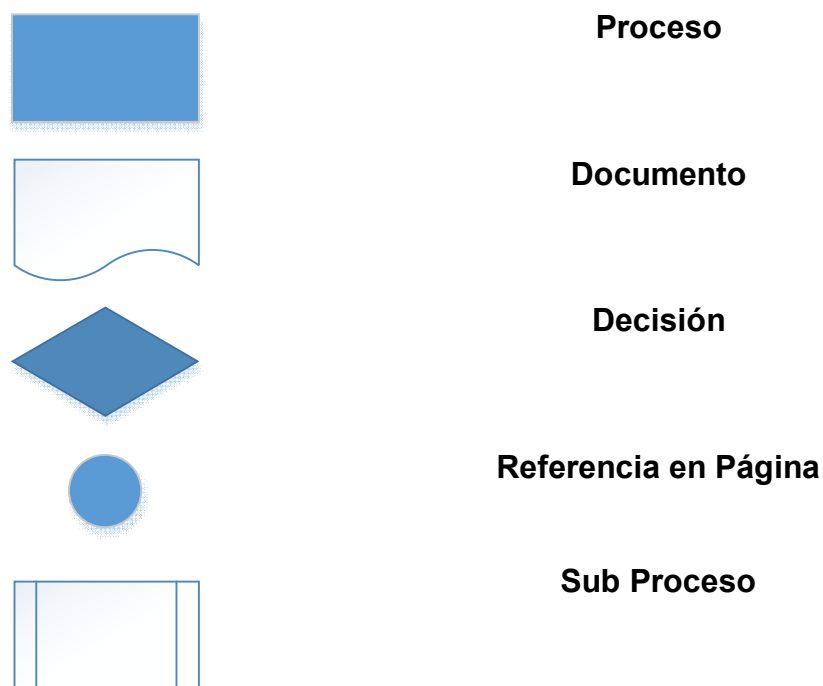 Proceso
Documento
Decisión
Referencia en Página
Sub Proceso